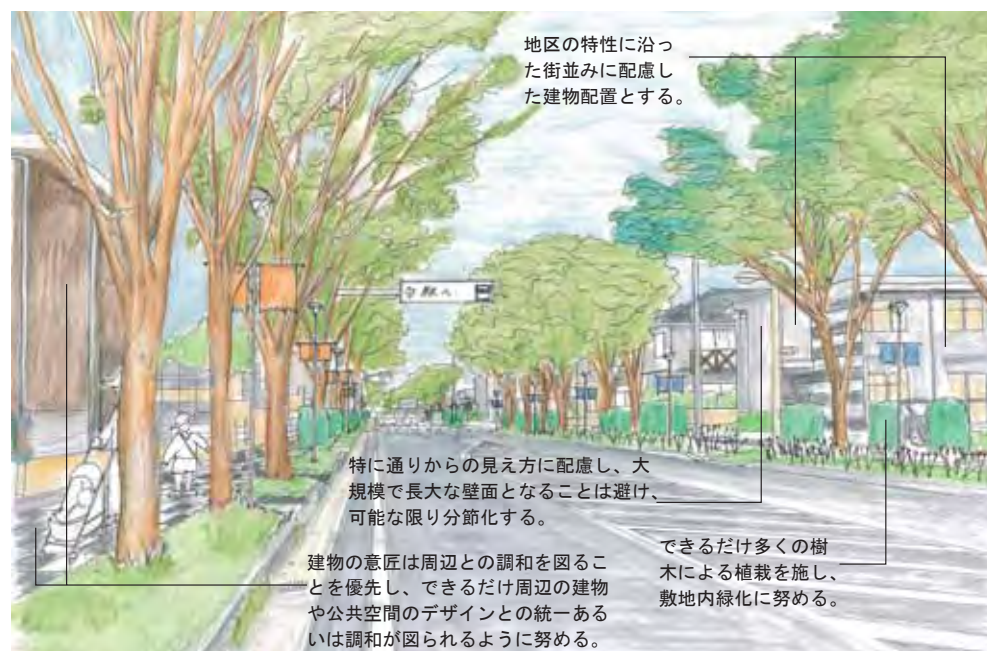 地区の特性に沿っ
た街並みに配慮し
た建物配置とする。
特に通りからの見え方に配慮し、大
規模で長大な壁面となることは避け、
可能な限り分節化する。
建物の意匠は周辺との調和を図るこ
とを優先し、できるだけ周辺の建物
や公共空間のデザインとの統一ある
いは調和が図られるように努める。
できるだけ多くの樹
木による植栽を施し、
敷地内緑化に努める。